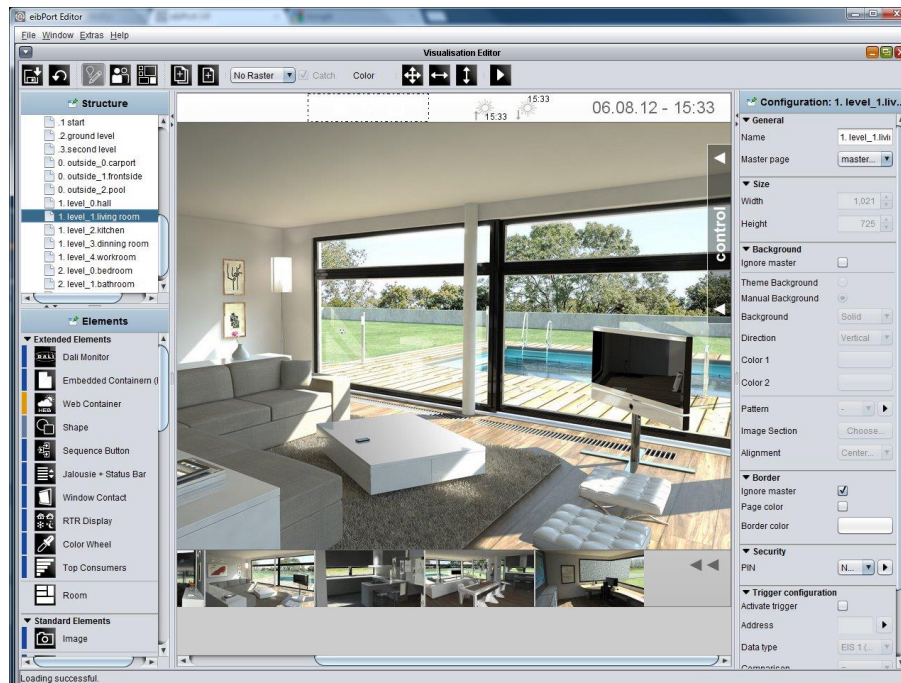 eibPort Editor
File Window Extras Help
Visualisation Editor
No Raster
Catch
Color
Structure
.1 start
.2.ground level
.3.second level
0. outside_0.carport
0. outside_1.frontside
0. outside_2.pool
1. level_0.hall
1. level_1.living room
1. level_2.kitchen
1. level_3.dinning room
1. level_4.workroom
2. level_0.bedroom
2. level_1.bathroom
Elements
Extended Elements
DALI Dali Monitor
Embedded Containern (
Web Container
Shape
Sequence Button
Jalousie + Status Bar
Window Contact
RTR Display
Color Wheel
Top Consumers
Room
Standard Elements
Image
15:33
15:33
06.08.12 - 15:33
control
Configuration: 1. level_1.liv...
General
Name 1. level_1.livi
Master page master...
Size
Width 1,021
Height 725
Background
Ignore master
Theme Background
Manual Background
Background Solid
Direction Vertical
Color 1
Color 2
Pattern -
Image Section Choose...
Alignment Center...
Border
Ignore master
Page color
Border color
Security
PIN N...
Trigger configuration
Activate trigger
Address
Data type EIS 1 (...
Comparison
Loading successful.